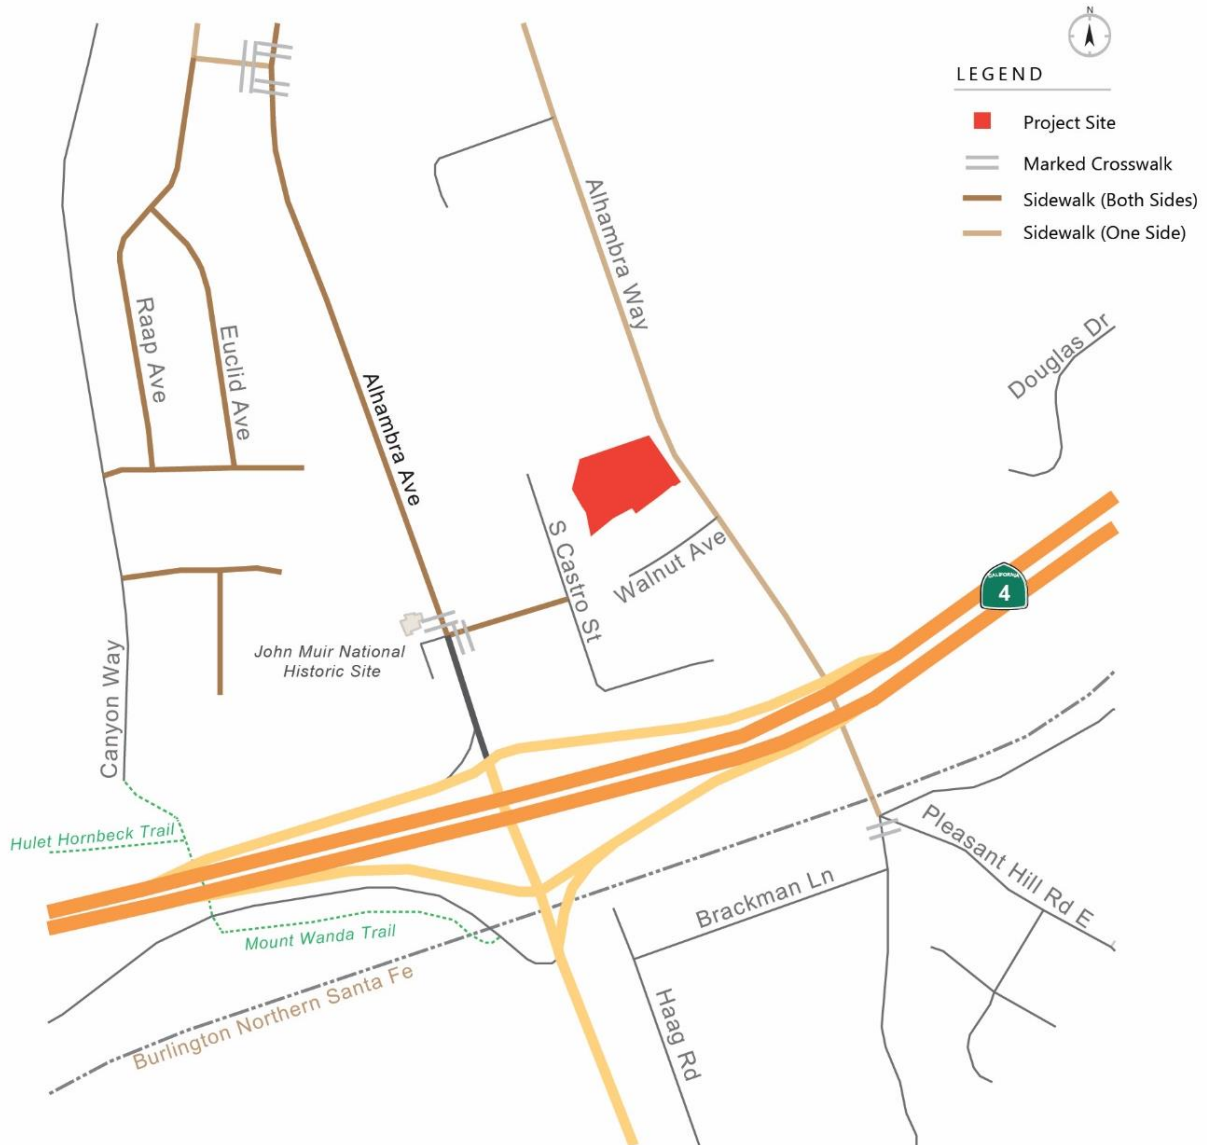 N
LEGEND
Project Site
Marked Crosswalk
Sidewalk (Both Sides)
Sidewalk (One Side)
Alhambra Way
Raap Ave
Euclid Ave
Alhambra Ave
Douglas Dr
S Castro St
Walnut Ave
CALIFORNIA
4
John Muir National
Historic Site
Canyon Way
Hulet Hornbeck Trail
Mount Wanda Trail
Burlington Northern Santa Fe
Brackman Ln
Pleasant Hill Rd E
Haag Rd